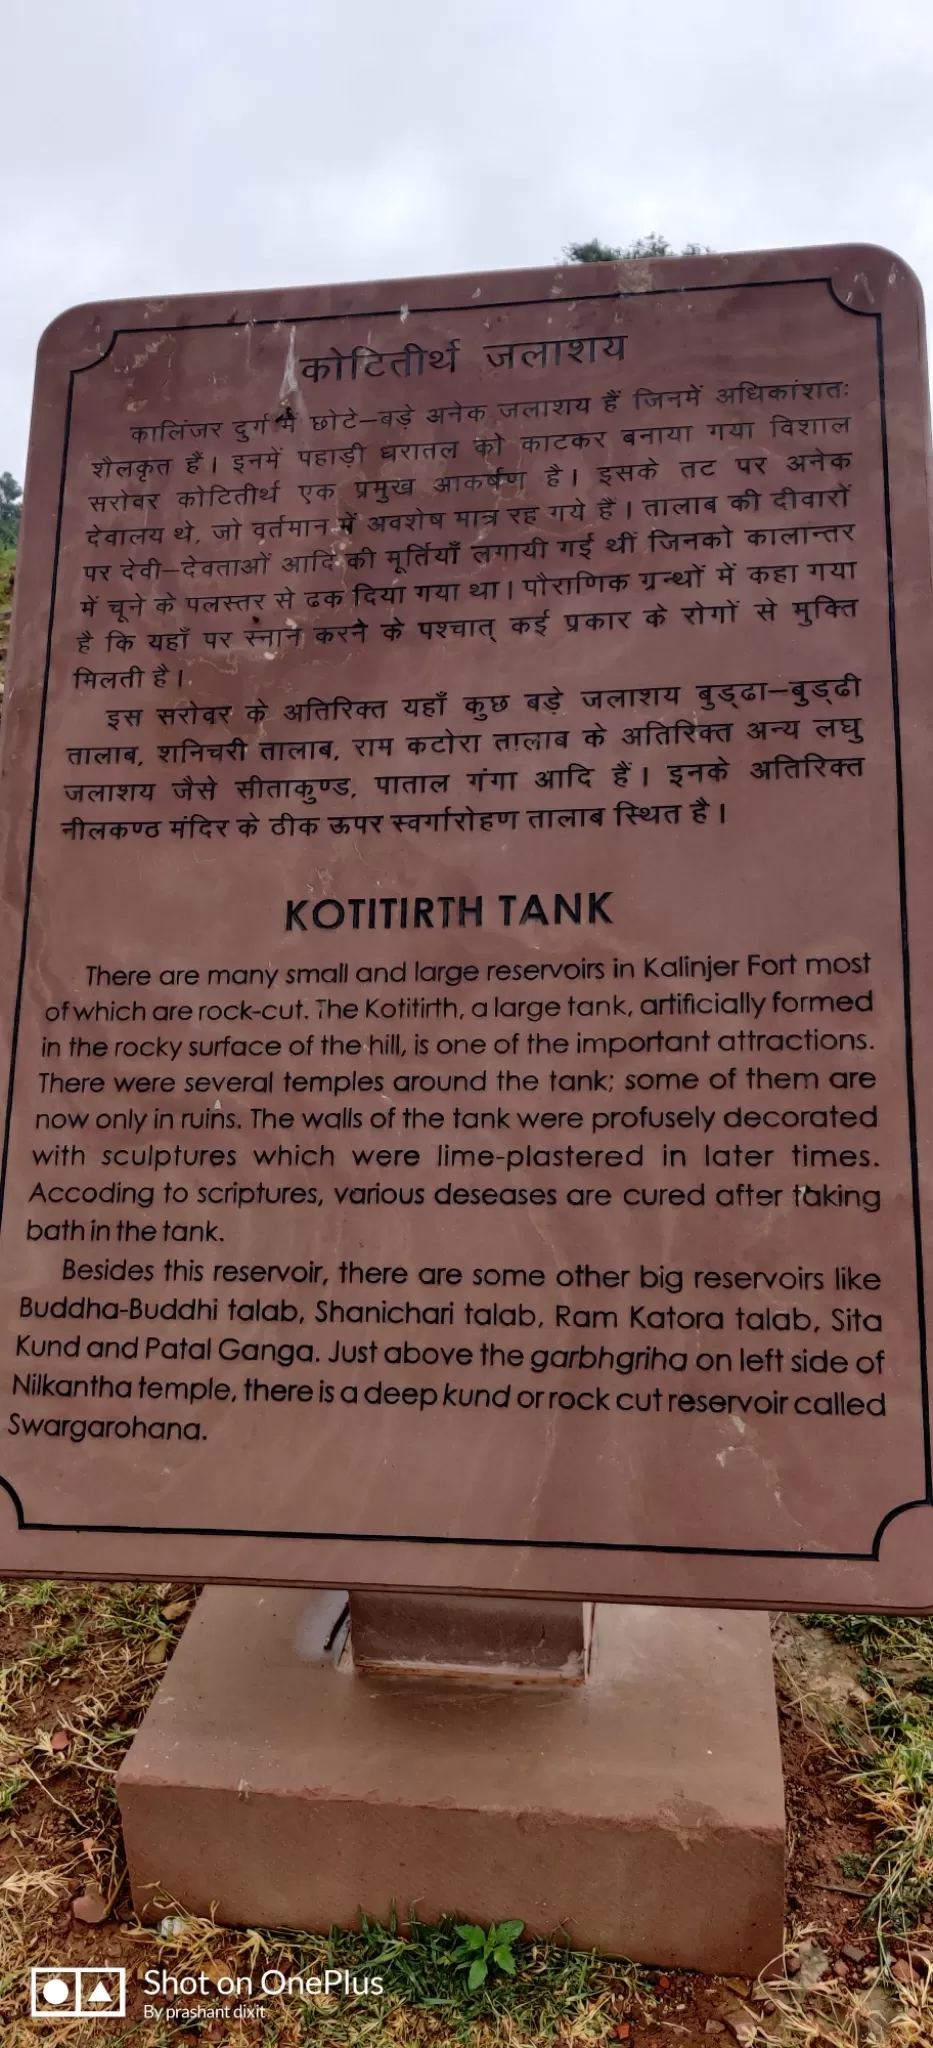 कोटितीर्थ जलाशय
कालिंजर दुर्ग में छोटे–बड़े अनेक जलाशय हैं जिनमें अधिकांशतः
शैलकृत हैं। इनमें पहाड़ी धरातल को काटकर बनाया गया विशाल
सरोवर कोटितीर्थ एक प्रमुख आकर्षण है। इसके तट पर अनेक
देवालय थे, जो वर्तमान में अवशेष मात्र रह गये हैं। तालाब की दीवारों
पर देवी–देवताओं आदि की मूर्तियाँ लगायी गई थीं जिनको कालान्तर
में चूने के पलस्तर से ढक दिया गया था। पौराणिक ग्रन्थों में कहा गया
है कि यहाँ पर स्नान करने के पश्चात् कई प्रकार के रोगों से मुक्ति
मिलती है।
इस सरोवर के अतिरिक्त यहाँ कुछ बड़े जलाशय बुड्ढा–बुड्ढी
तालाब, शनिचरी तालाब, राम कटोरा तालाब के अतिरिक्त अन्य लघु
जलाशय जैसे सीताकुण्ड, पाताल गंगा आदि हैं। इनके अतिरिक्त
नीलकण्ठ मंदिर के ठीक ऊपर स्वर्गारोहण तालाब स्थित है।
KOTITIRTH TANK
There are many small and large reservoirs in Kalinjer Fort most
of which are rock-cut. The Kotitirth, a large tank, artificially formed
in the rocky surface of the hill, is one of the important attractions.
There were several temples around the tank; some of them are
now only in ruins. The walls of the tank were profusely decorated
with sculptures which were lime-plastered in later times.
Accoding to scriptures, various deseases are cured after taking
bath in the tank.
Besides this reservoir, there are some other big reservoirs like
Buddha-Buddhi talab, Shanichari talab, Ram Katora talab, Sita
Kund and Patal Ganga. Just above the garbhgriha on left side of
Nilkantha temple, there is a deep kund or rock cut reservoir called
Swargarohana.
Shot on OnePlus
By prashant dixit